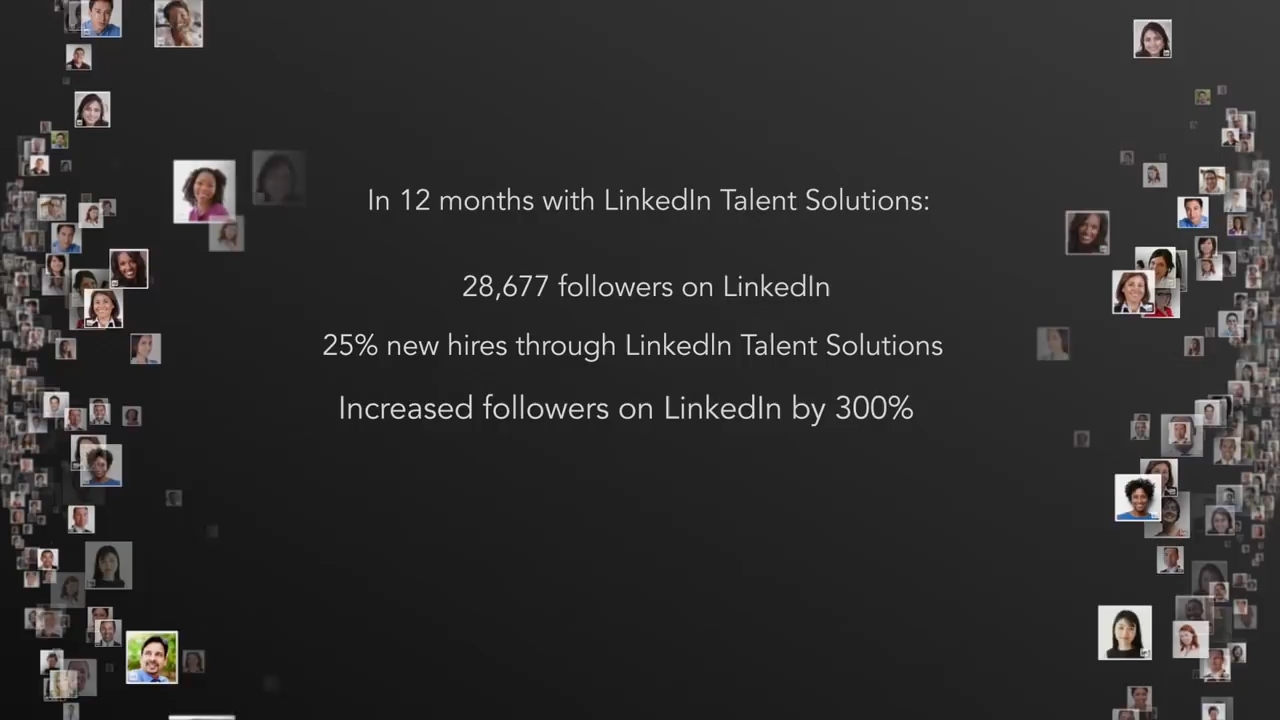 In 12 months with LinkedIn Talent Solutions:
28,677 followers on LinkedIn
25% new hires through LinkedIn Talent Solutions
Increased followers on LinkedIn by 300%